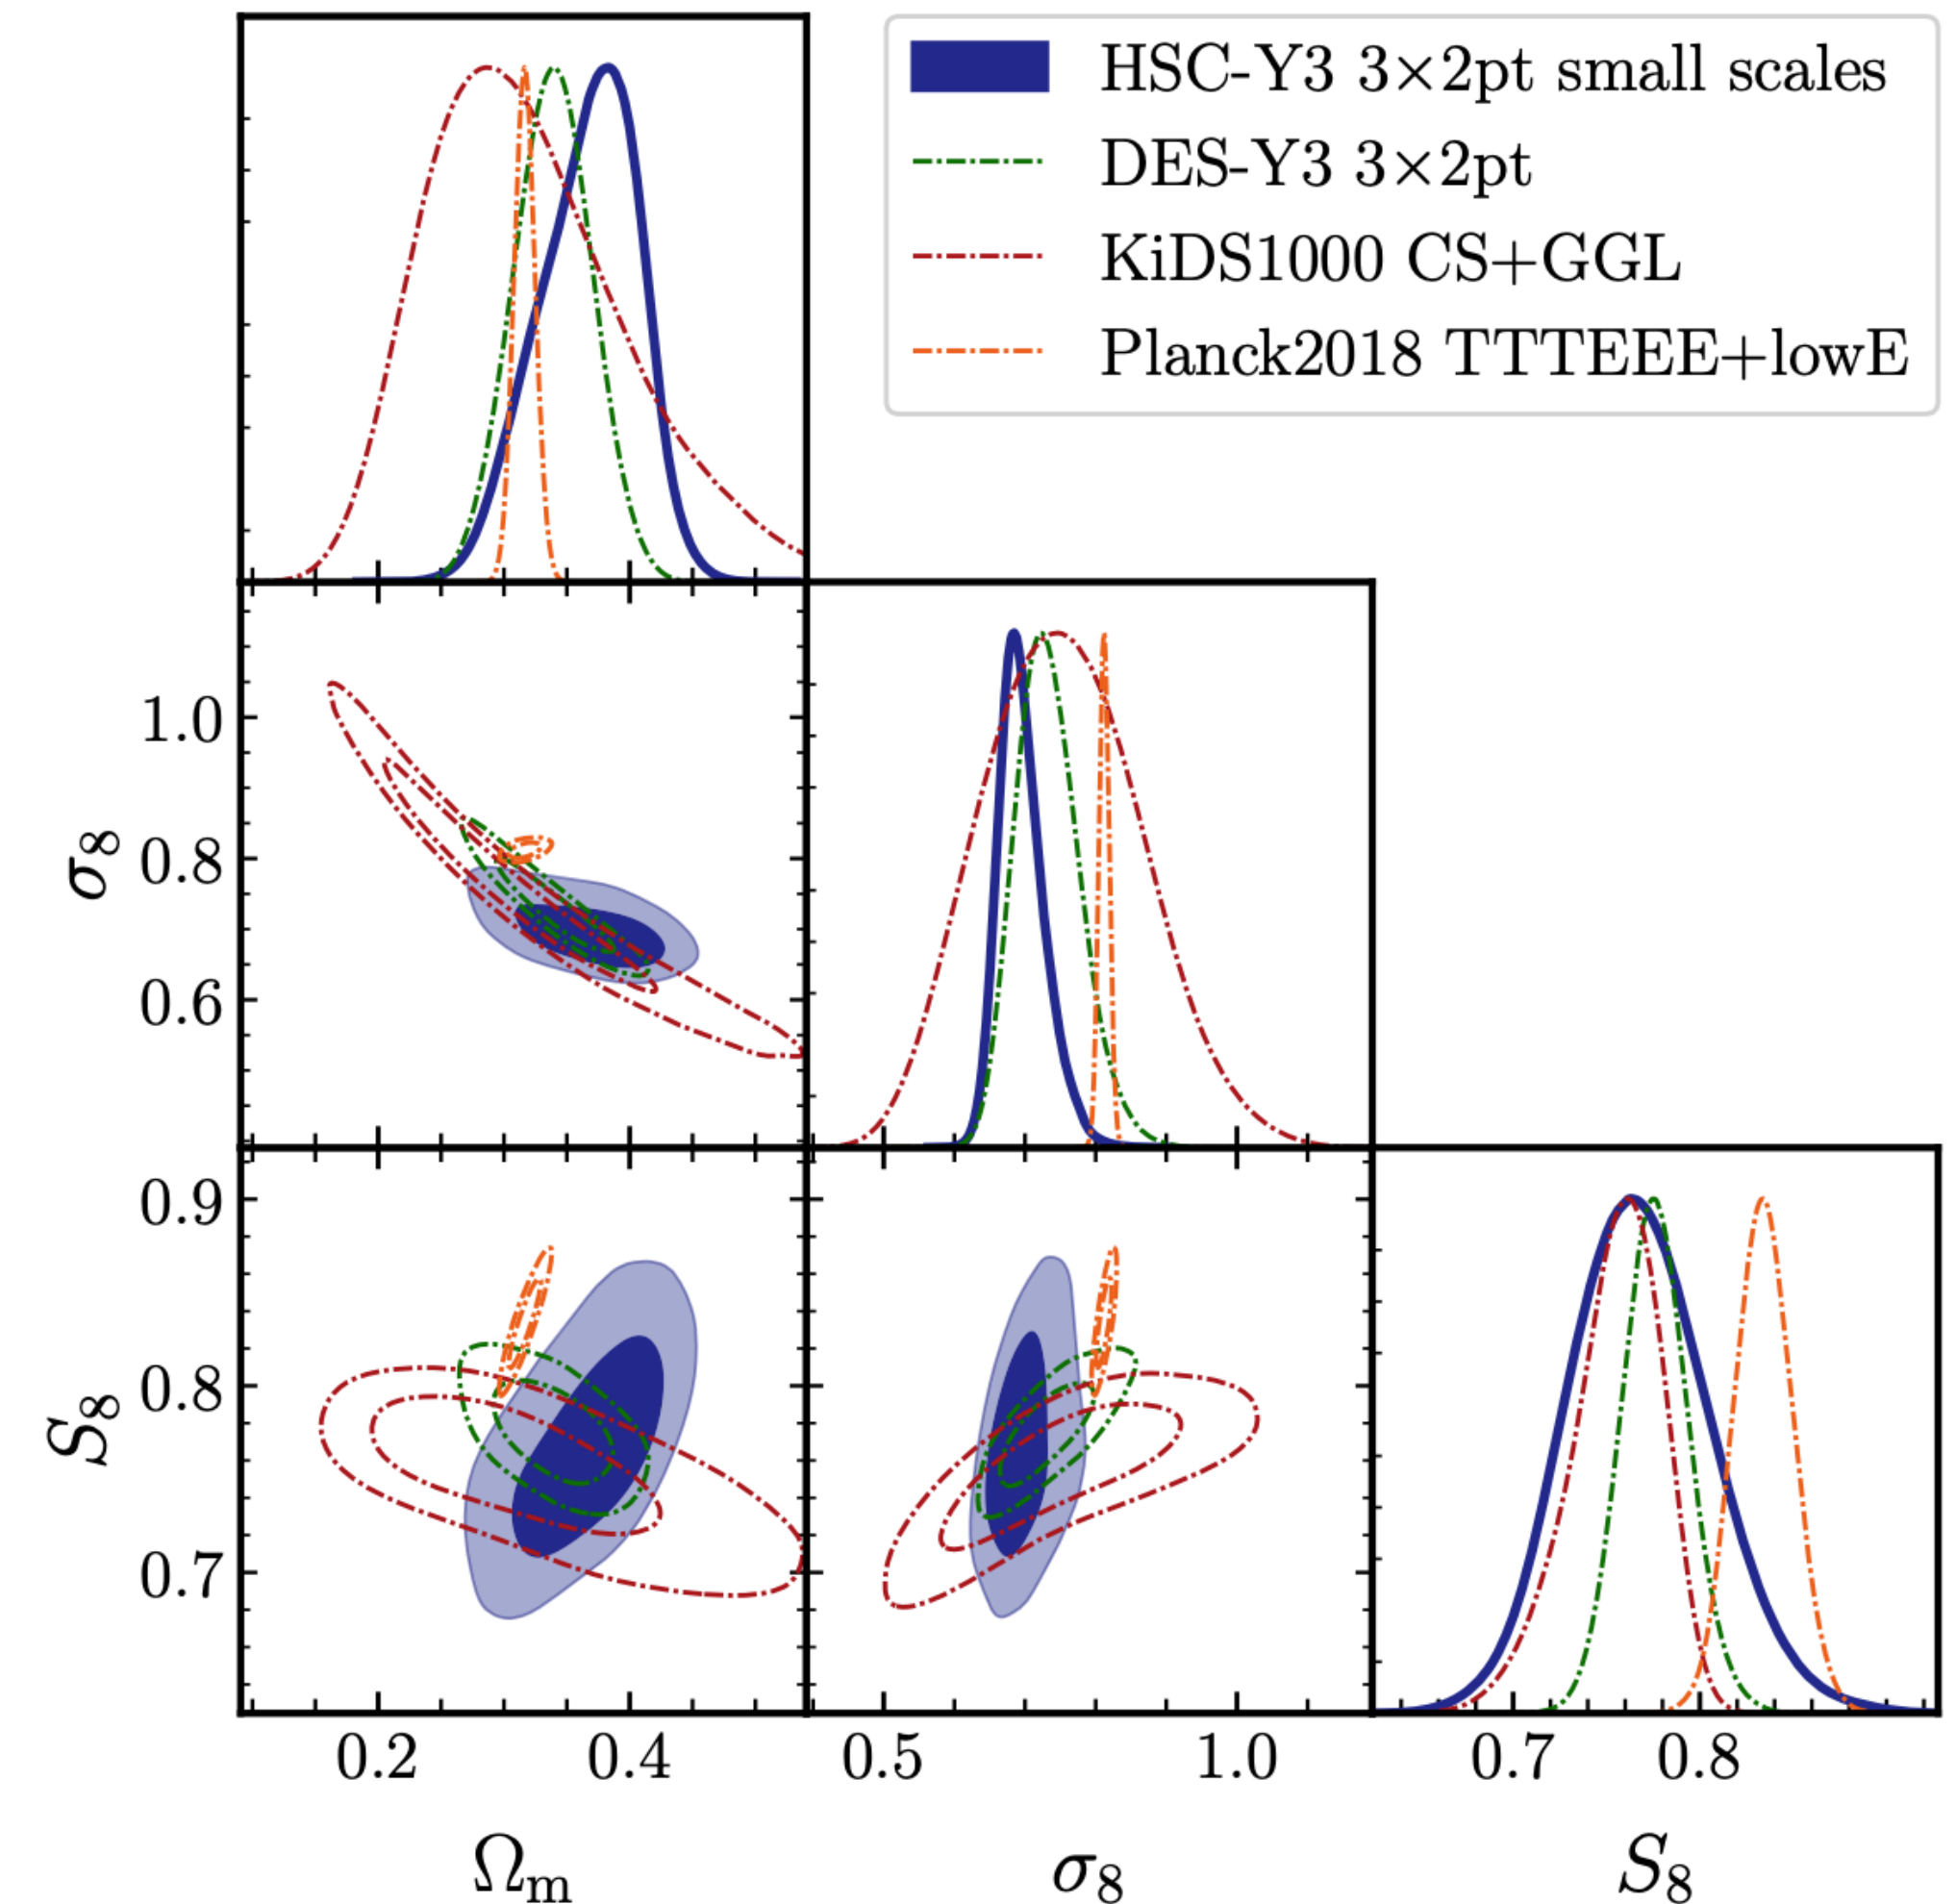 HSC-Y3 3×2pt small scales
DES-Y3 3×2pt
KiDS1000 CS+GGL
Planck2018 TTTEEE+lowE
1.0
0.8
0.6
σ₈
0.9
0.8
0.7
S₈
0.2 0.4 0.5 1.0 0.7 0.8
Ωₘ σ₈ S₈